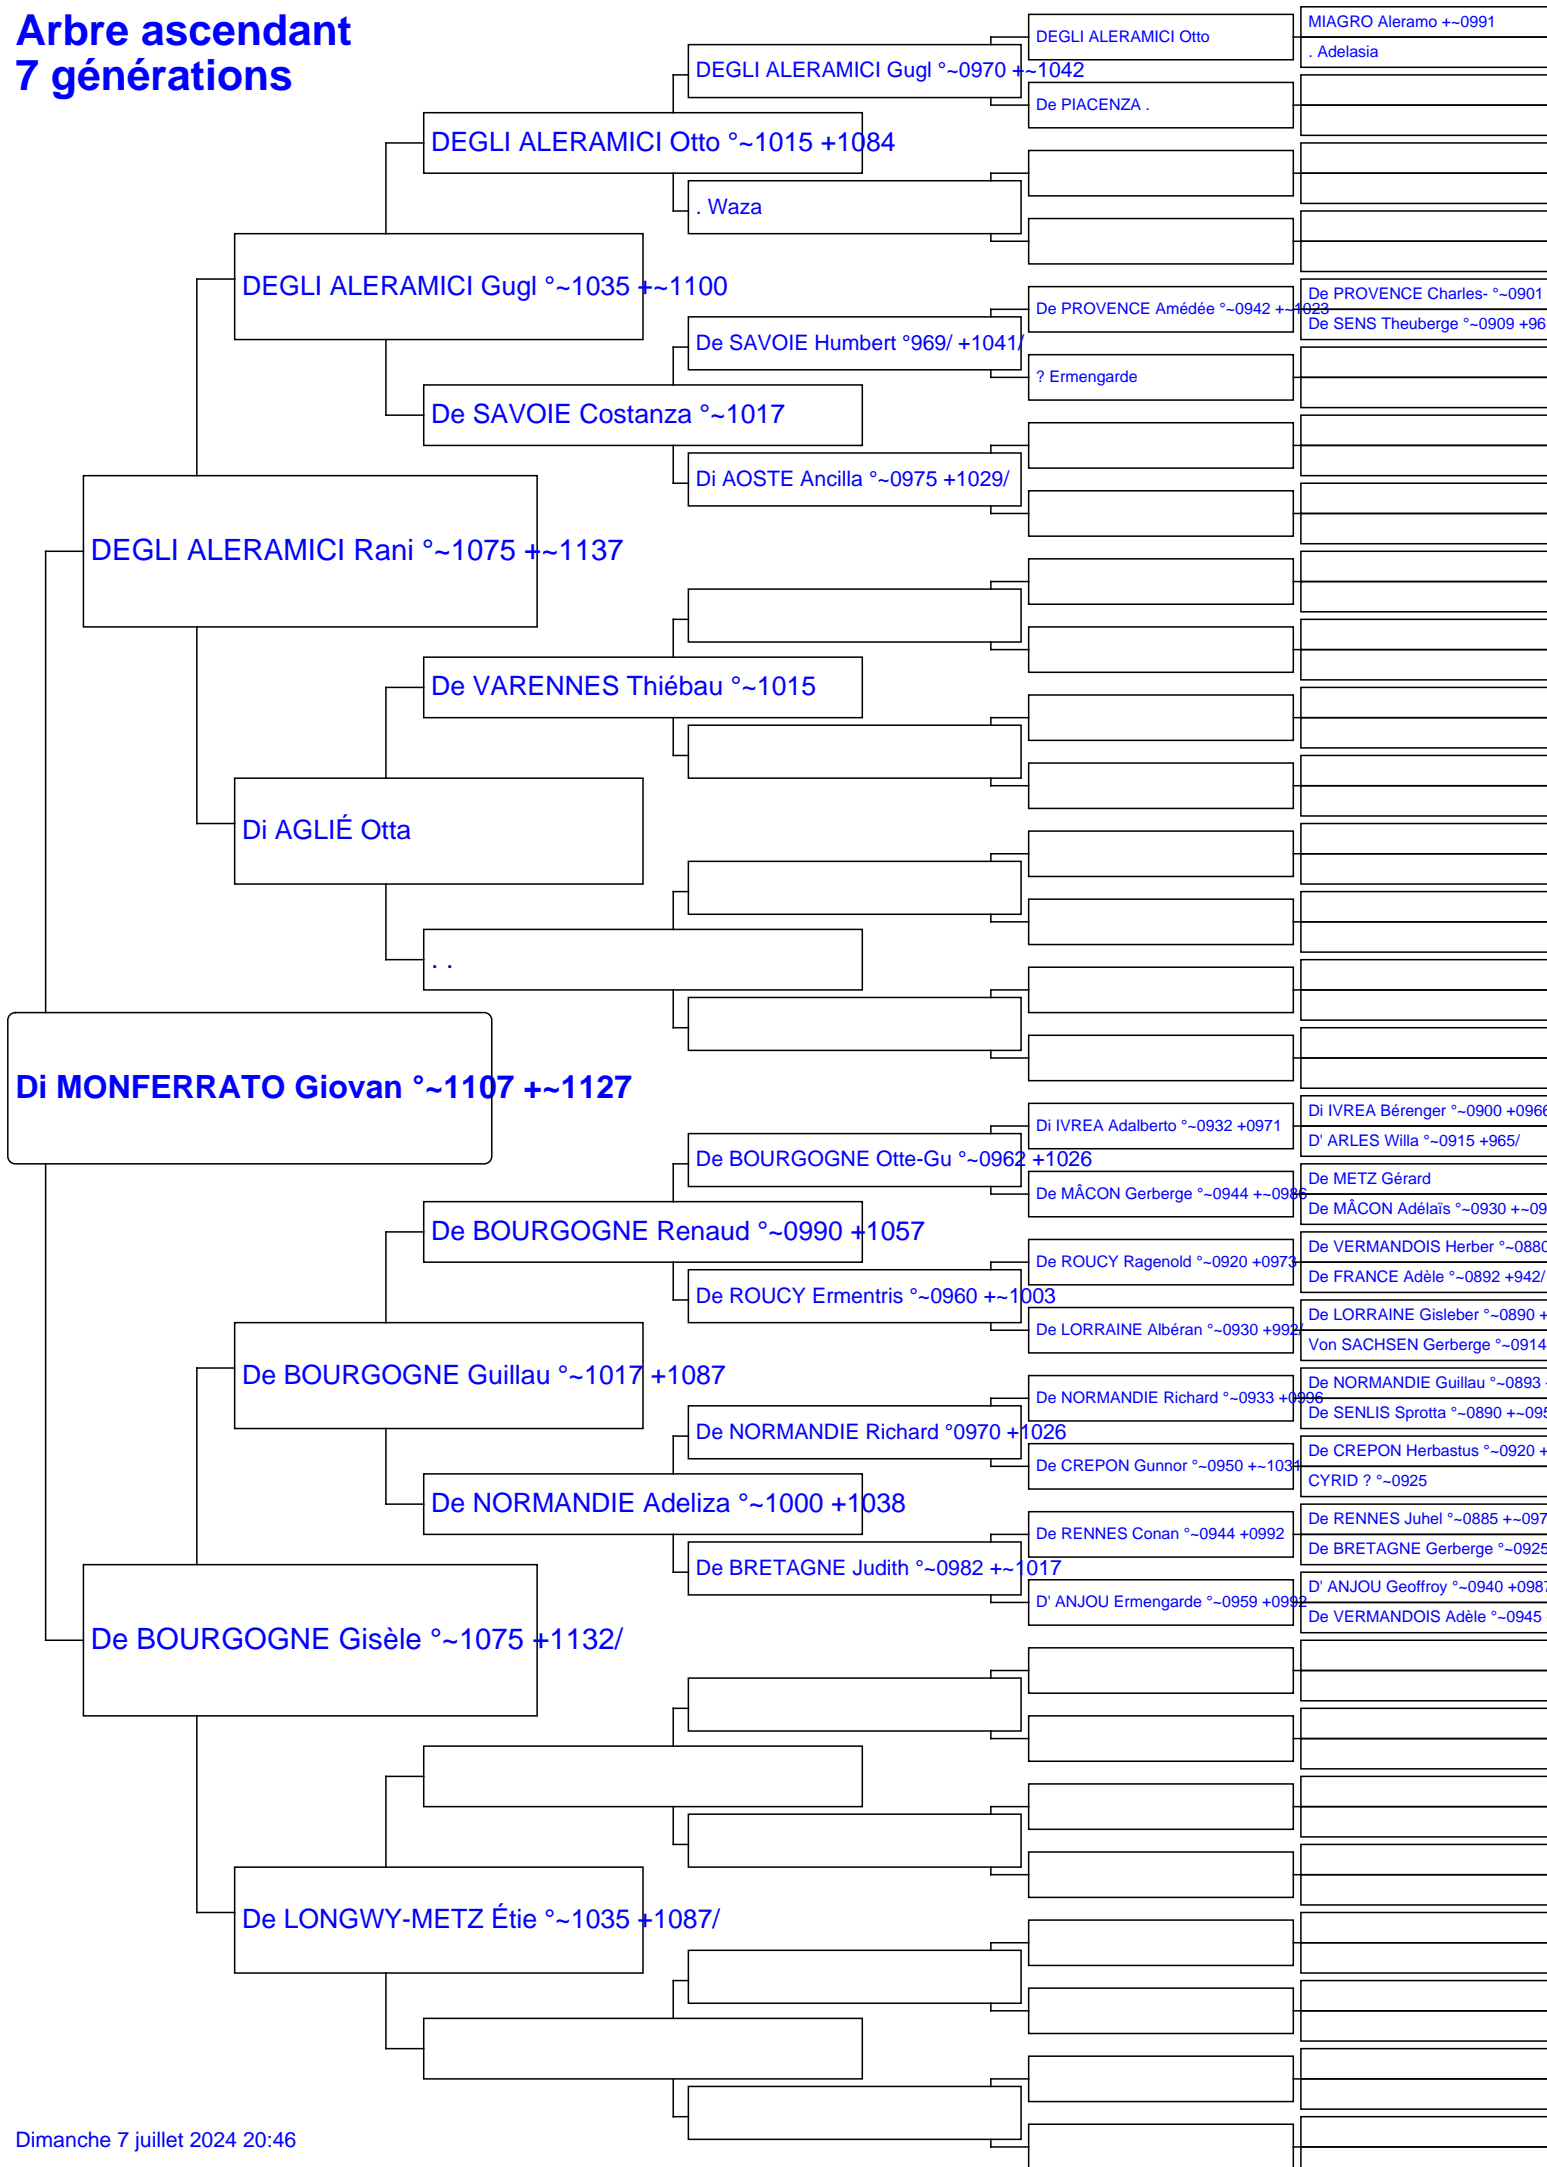 Arbre ascendant
7 générations
MIAGRO Aleramo +~0991
DEGLI ALERAMICI Otto
. Adelasia
DEGLI ALERAMICI Gugl °~0970 +~1042
De PIACENZA .
DEGLI ALERAMICI Otto °~1015 +1084
. Waza
DEGLI ALERAMICI Gugl °~1035 +~1100
De PROVENCE Charles- °~0901
De PROVENCE Amédée °~0942 +~1023
De SENS Theuberge °~0909 +96
De SAVOIE Humbert °969/ +1041/
? Ermengarde
De SAVOIE Costanza °~1017
Di AOSTE Ancilla °~0975 +1029/
DEGLI ALERAMICI Rani °~1075 +~1137
De VARENNES Thiébau °~1015
Di AGLIÉ Otta
. .
Di MONFERRATO Giovan °~1107 +~1127
Di IVREA Bérenger °~0900 +0966
Di IVREA Adalberto °~0932 +0971
D' ARLES Willa °~0915 +965/
De BOURGOGNE Otte-Gu °~0962 +1026
De METZ Gérard
De MÂCON Gerberge °~0944 +~0986
De MÂCON Adélaïs °~0930 +~09
De BOURGOGNE Renaud °~0990 +1057
De VERMANDOIS Herber °~0880
De ROUCY Ragenold °~0920 +0973
De FRANCE Adèle °~0892 +942/
De ROUCY Ermentris °~0960 +~1003
De LORRAINE Gisleber °~0890 +
De LORRAINE Albéran °~0930 +992/
Von SACHSEN Gerberge °~0914
De BOURGOGNE Guillau °~1017 +1087
De NORMANDIE Guillau °~0893
De NORMANDIE Richard °~0933 +0996
De SENLIS Sprotta °~0890 +~095
De NORMANDIE Richard °0970 +1026
De CREPON Herbastus °~0920 +
De CREPON Gunnor °~0950 +~1031
CYRID ? °~0925
De NORMANDIE Adeliza °~1000 +1038
De RENNES Juhel °~0885 +~097
De RENNES Conan °~0944 +0992
De BRETAGNE Gerberge °~0925
De BRETAGNE Judith °~0982 +~1017
D' ANJOU Geoffroy °~0940 +0987
D' ANJOU Ermengarde °~0959 +0992
De VERMANDOIS Adèle °~0945
De BOURGOGNE Gisèle °~1075 +1132/
De LONGWY-METZ Étie °~1035 +1087/
Dimanche 7 juillet 2024 20:46